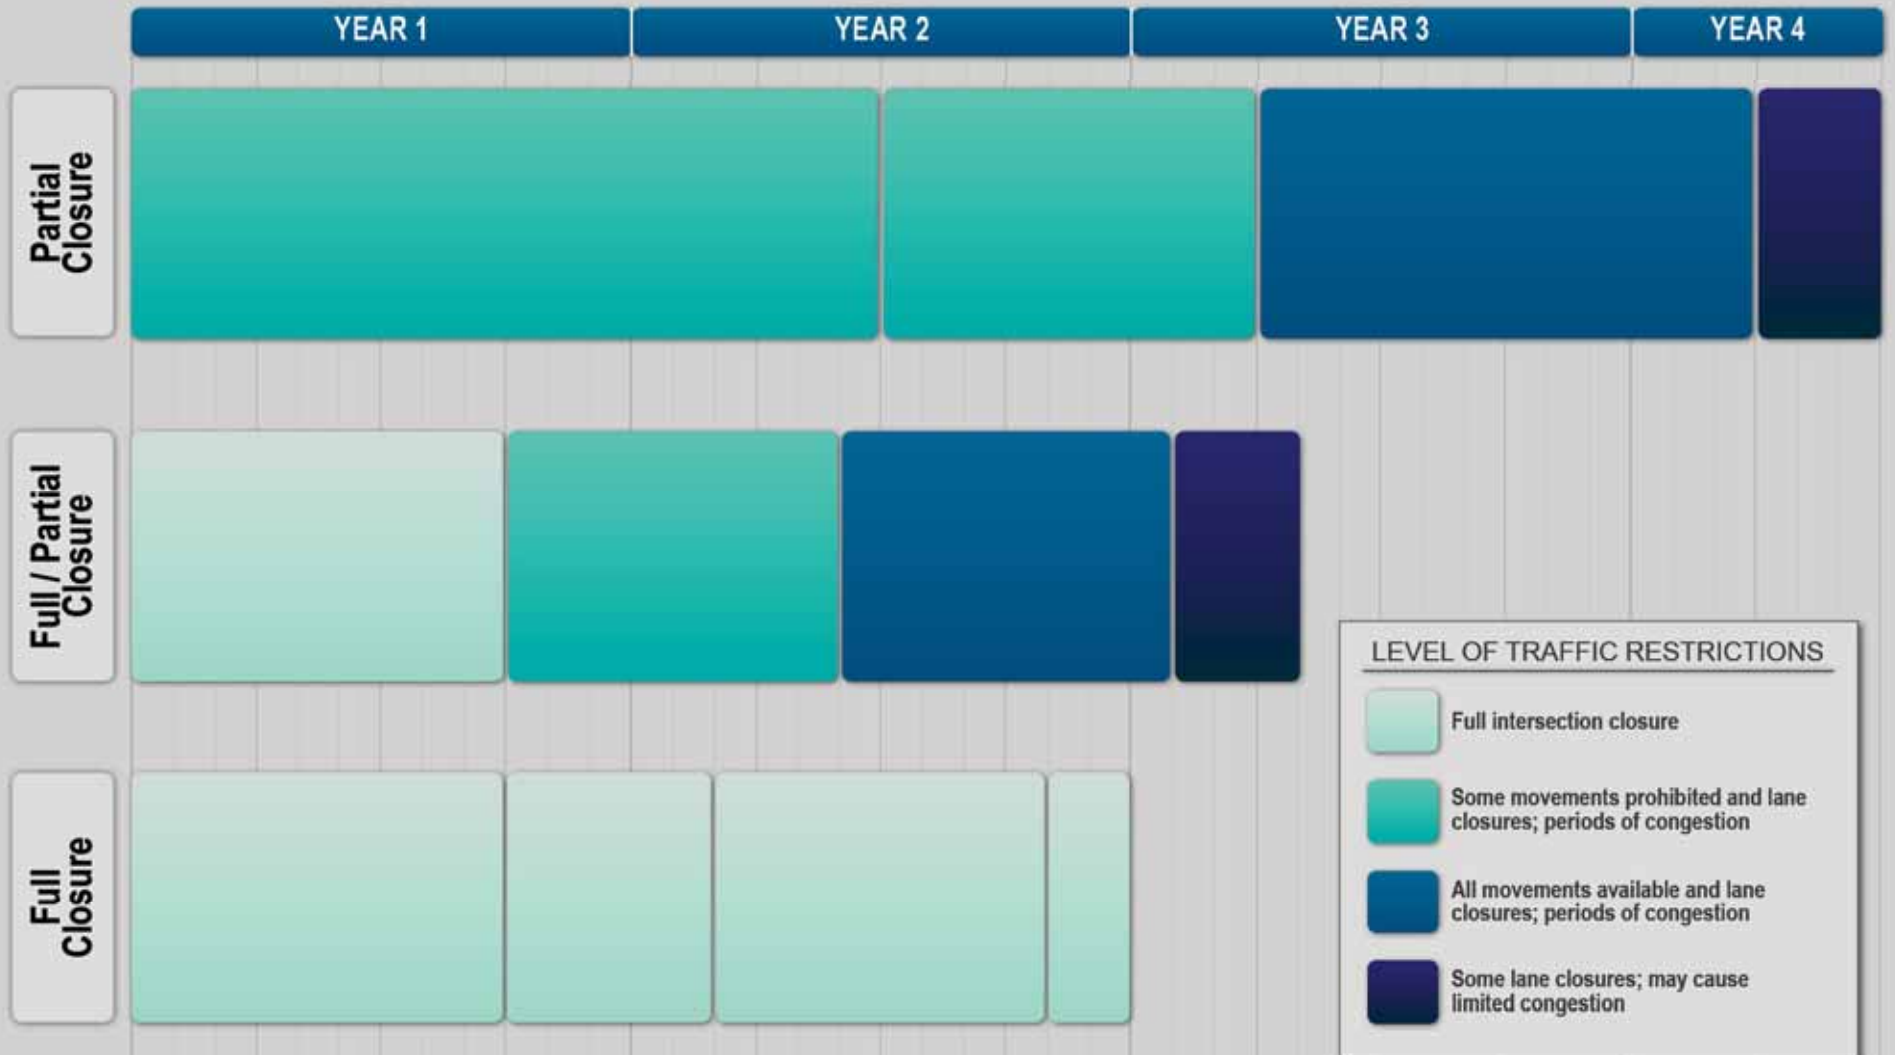 YEAR 1
YEAR 2
YEAR 3
YEAR 4
Partial
Closure
Full / Partial
Closure
Full
Closure
LEVEL OF TRAFFIC RESTRICTIONS
Full intersection closure
Some movements prohibited and lane
closures; periods of congestion
All movements available and lane
closures; periods of congestion
Some lane closures; may cause
limited congestion